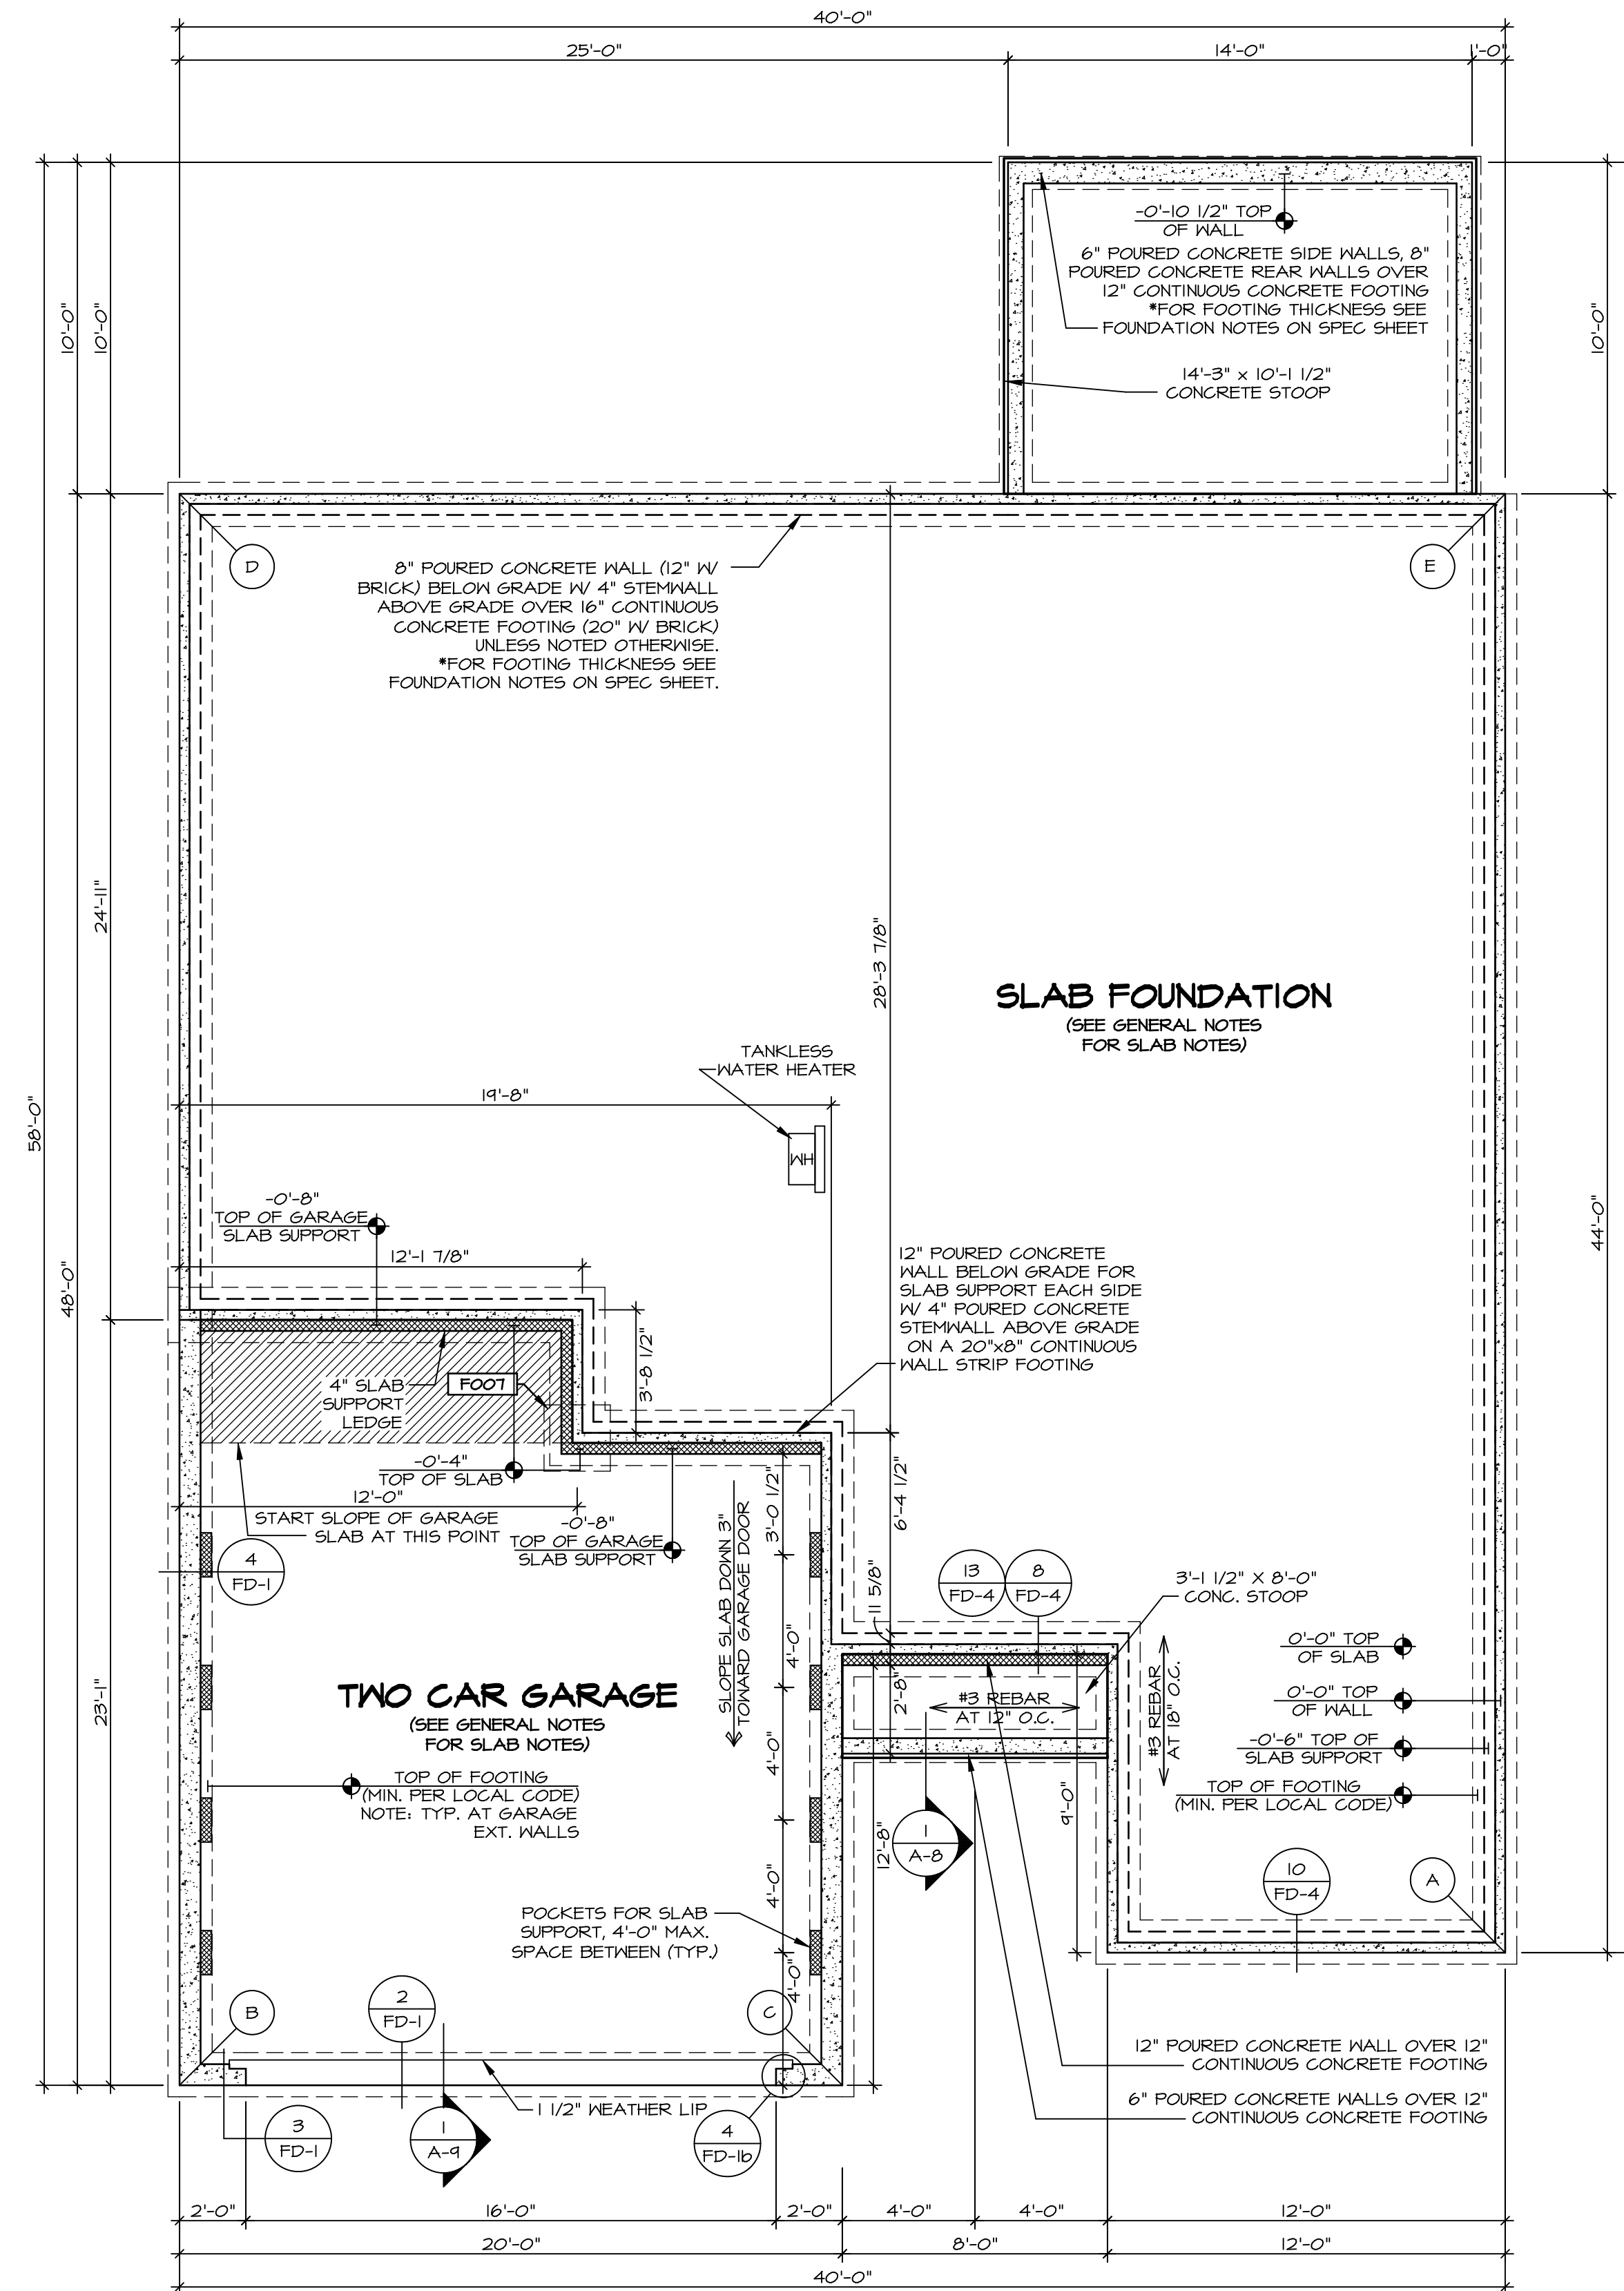 40'-0"
25'-0"
14'-0"
1'-0"
-0'-10 1/2" TOP
OF WALL
6" POURED CONCRETE SIDE WALLS, 8"
POURED CONCRETE REAR WALLS OVER
12" CONTINUOUS CONCRETE FOOTING
*FOR FOOTING THICKNESS SEE
FOUNDATION NOTES ON SPEC SHEET
14'-3" x 10'-1 1/2"
CONCRETE STOOP
10'-0"
10'-0"
10'-0"
D
E
8" POURED CONCRETE WALL (12" W/
BRICK) BELOW GRADE W/ 4" STEMWALL
ABOVE GRADE OVER 16" CONTINUOUS
CONCRETE FOOTING (20" W/ BRICK)
UNLESS NOTED OTHERWISE.
*FOR FOOTING THICKNESS SEE
FOUNDATION NOTES ON SPEC SHEET.
24'-11"
28'-3 7/8"
SLAB FOUNDATION
(SEE GENERAL NOTES
FOR SLAB NOTES)
TANKLESS
WATER HEATER
WH
58'-0"
19'-8"
44'-0"
48'-0"
-0'-8"
TOP OF GARAGE
SLAB SUPPORT
12'-1 7/8"
12" POURED CONCRETE
WALL BELOW GRADE FOR
SLAB SUPPORT EACH SIDE
W/ 4" POURED CONCRETE
STEMWALL ABOVE GRADE
ON A 20"x8" CONTINUOUS
WALL STRIP FOOTING
3'-8 1/2"
4" SLAB
SUPPORT
LEDGE
F007
-0'-4"
TOP OF SLAB
12'-0"
START SLOPE OF GARAGE
SLAB AT THIS POINT
-0'-8"
TOP OF GARAGE
SLAB SUPPORT
SLOPE SLAB DOWN 3"
TOWARD GARAGE DOOR
3'-0 1/2"
6'-4 1/2"
11 5/8"
4
FD-1
13
FD-4
8
FD-4
3'-1 1/2" X 8'-0"
CONC. STOOP
0'-0" TOP
OF SLAB
0'-0" TOP
OF WALL
-0'-6" TOP OF
SLAB SUPPORT
TOP OF FOOTING
(MIN. PER LOCAL CODE)
#3 REBAR
AT 18" O.C.
#3 REBAR
AT 12" O.C.
2'-8"
4'-0"
4'-0"
4'-0"
4'-0"
23'-1"
TWO CAR GARAGE
(SEE GENERAL NOTES
FOR SLAB NOTES)
TOP OF FOOTING
(MIN. PER LOCAL CODE)
NOTE: TYP. AT GARAGE
EXT. WALLS
12'-8"
9'-0"
1
A-8
10
FD-4
A
POCKETS FOR SLAB
SUPPORT, 4'-0" MAX.
SPACE BETWEEN (TYP.)
B
2
FD-1
C
12" POURED CONCRETE WALL OVER 12"
CONTINUOUS CONCRETE FOOTING
6" POURED CONCRETE WALLS OVER 12"
CONTINUOUS CONCRETE FOOTING
1 1/2" WEATHER LIP
3
FD-1
1
A-9
4
FD-1b
2'-0"
16'-0"
2'-0"
4'-0"
4'-0"
12'-0"
20'-0"
8'-0"
12'-0"
40'-0"